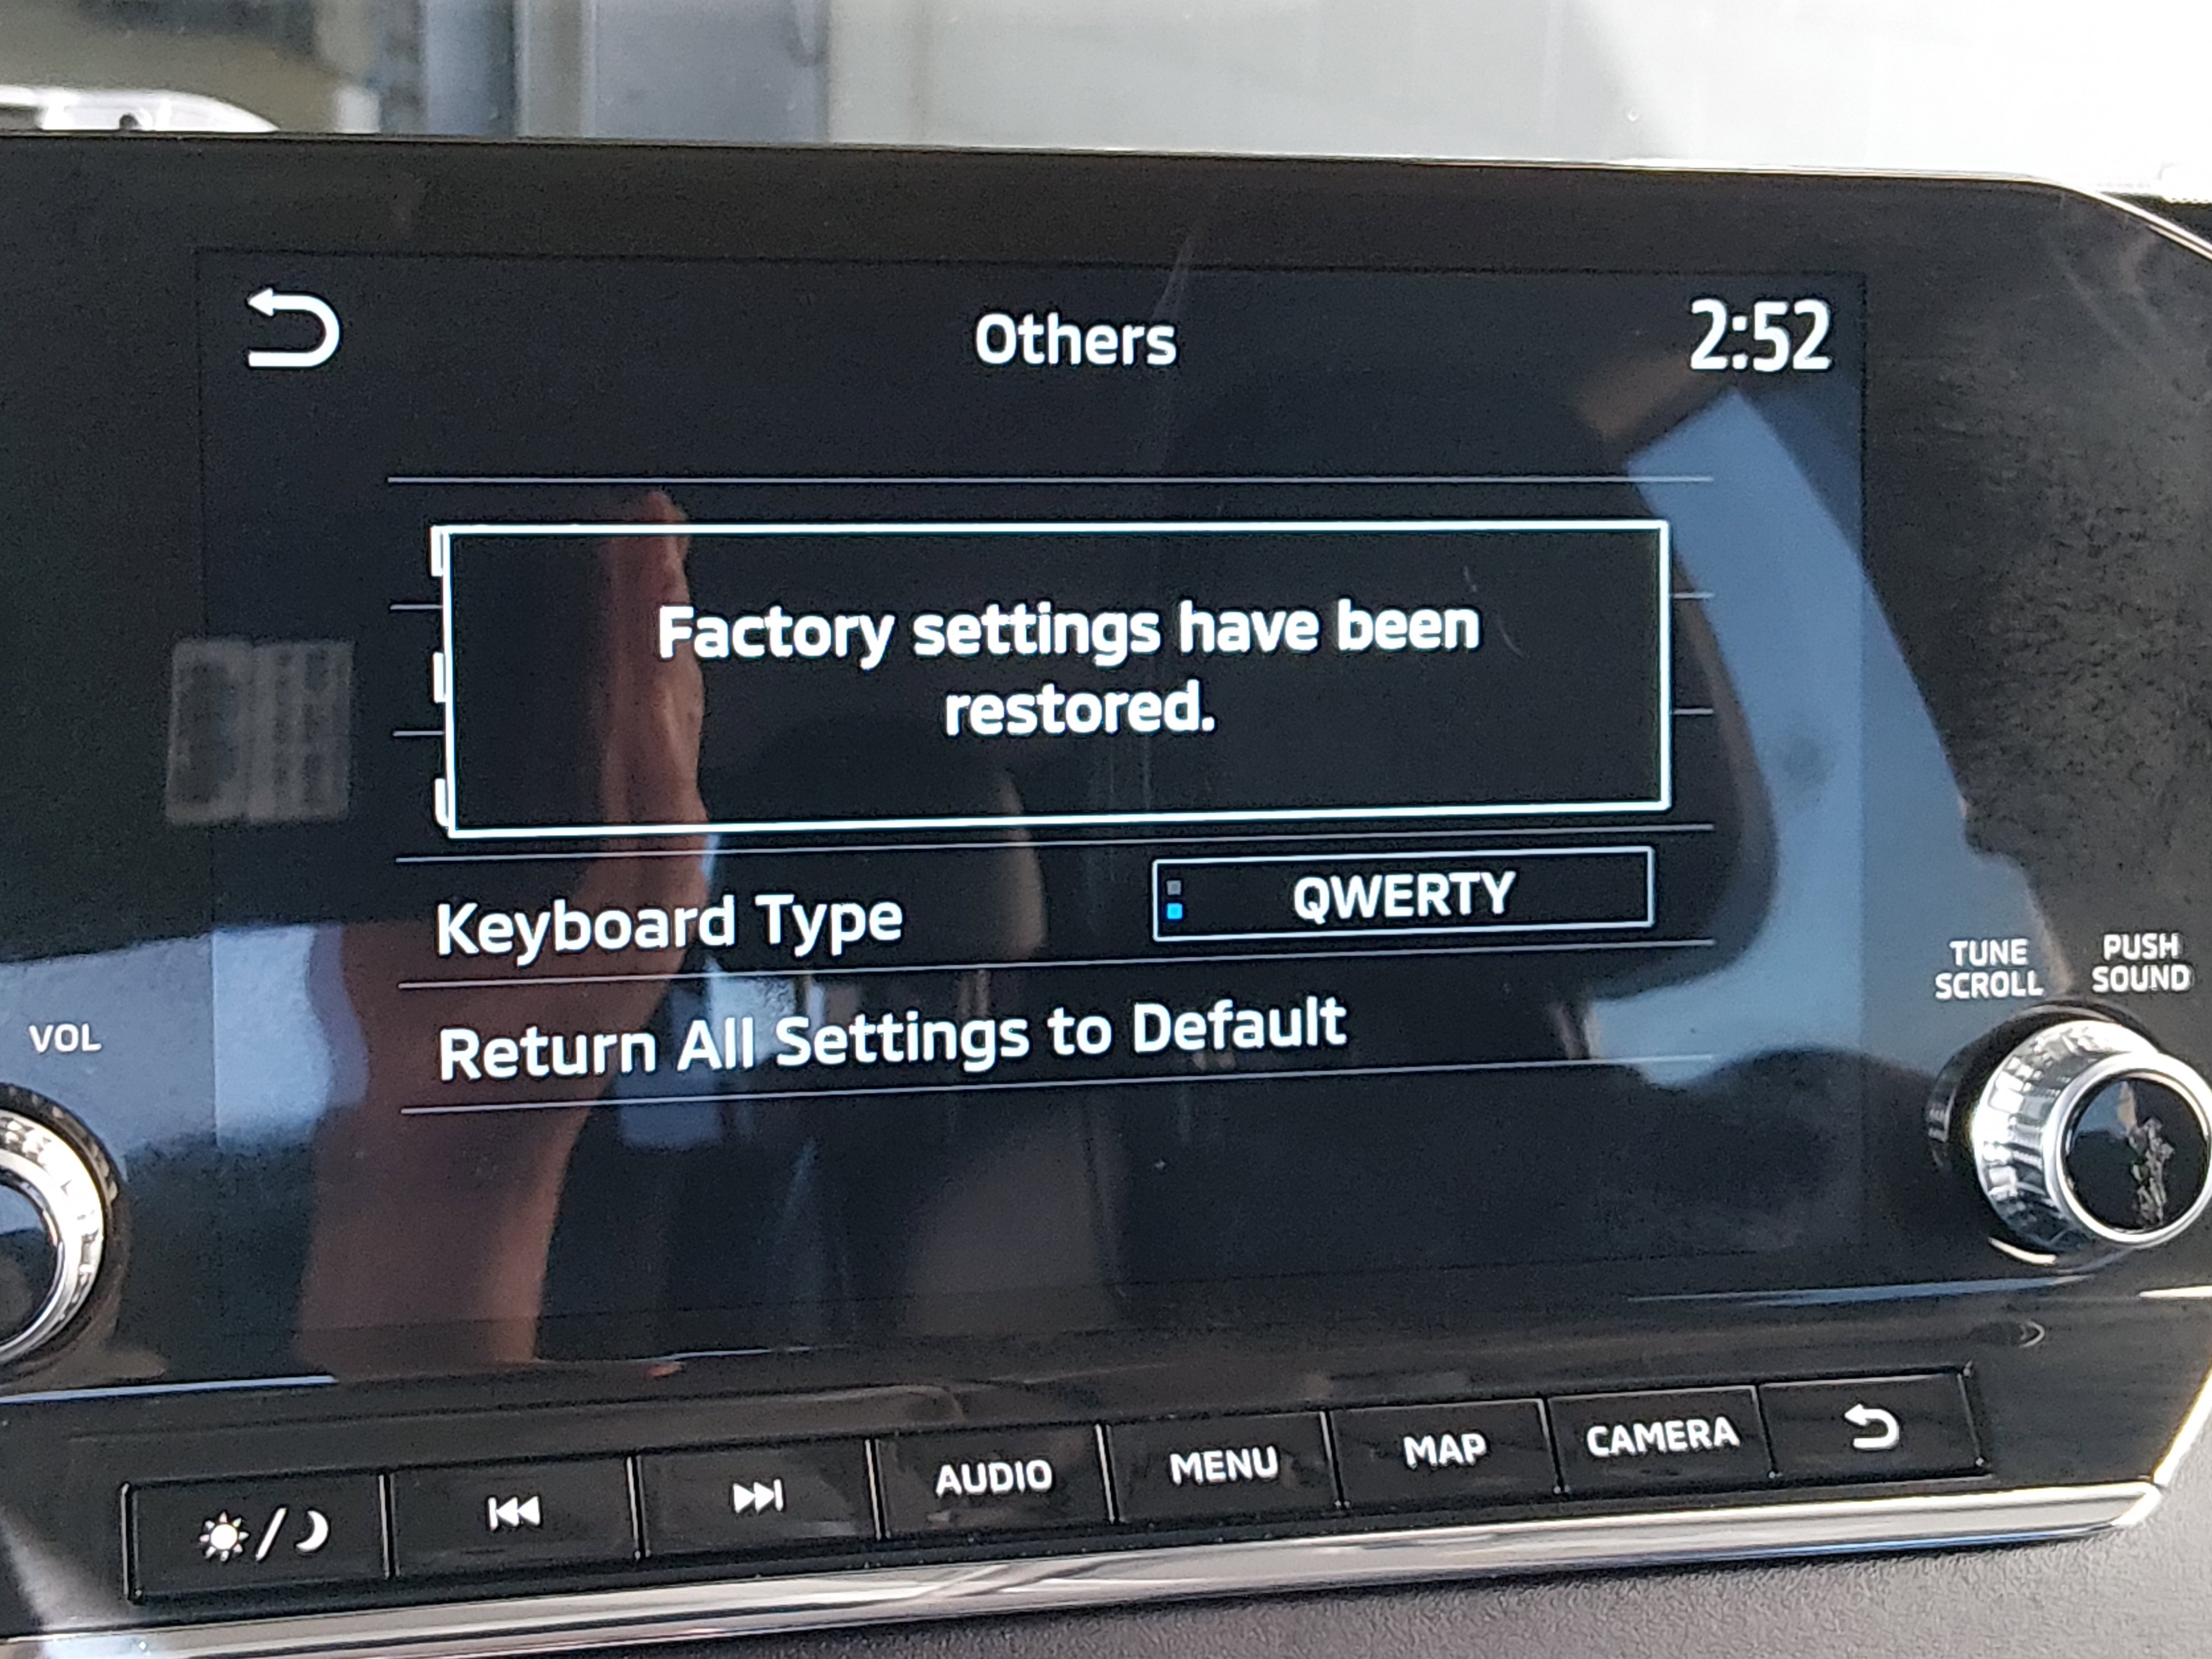 Others
2:52
Factory settings have been
restored.
Keyboard Type
QWERTY
Return All Settings to Default
VOL
TUNE
SCROLL
PUSH
SOUND
AUDIO
MENU
MAP
CAMERA